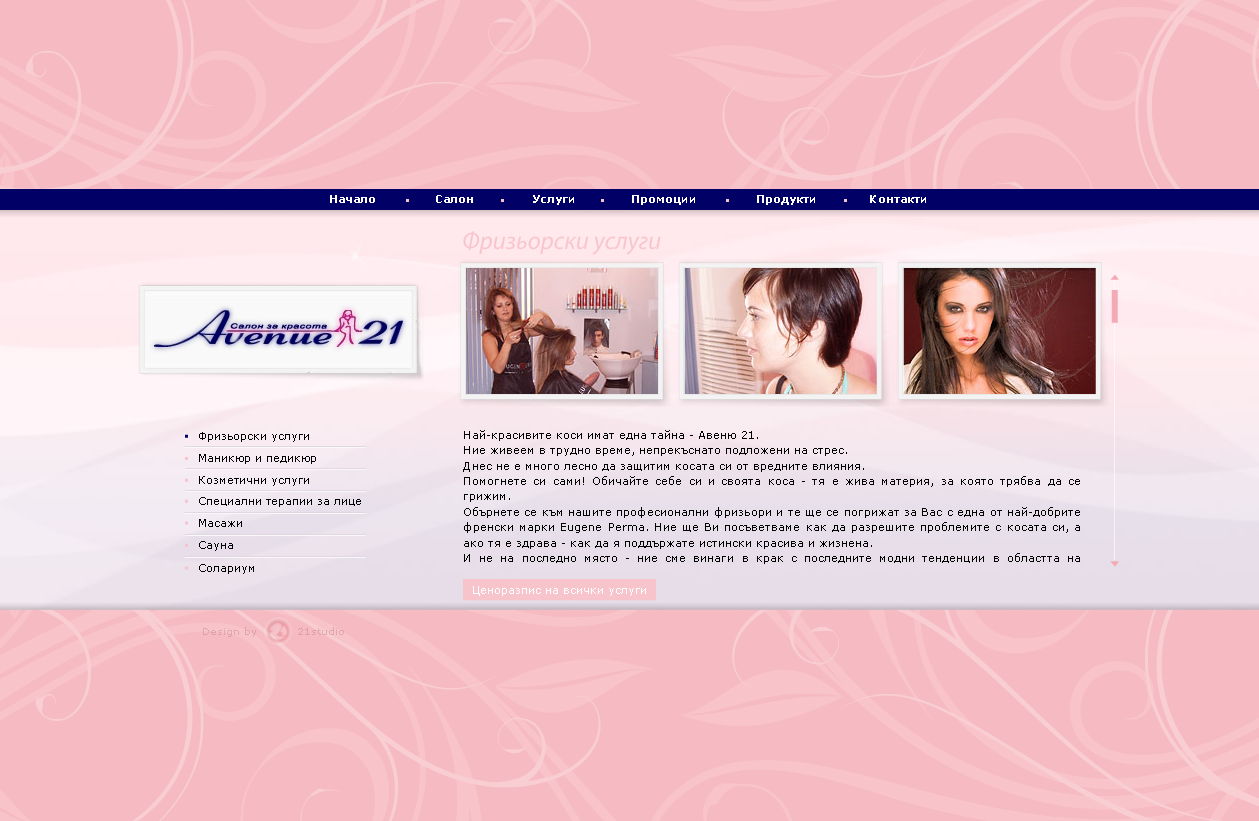 Начало
Салон
Услуги
Промоции
Продукти
Контакти
Фризьорски услуги
Салон за красота
Avenue 21
Фризьорски услуги
Маникюр и педикюр
Козметични услуги
Специални терапии за лице
Масажи
Сауна
Солариум
Най-красивите коси имат една тайна - Авеню 21.
Ние живеем в трудно време, непрекъснато подложени на стрес.
Днес не е много лесно да защитим косата си от вредните влияния.
Помогнете си сами! Обичайте себе си и своята коса - тя е жива материя, за която трябва да се
грижим.
Обърнете се към нашите професионални фризьори и те ще се погрижат за Вас с една от най-добрите
френски марки Eugene Perma. Ние ще Ви посъветваме как да разрешите проблемите с косата си, а
ако тя е здрава - как да я поддържате истински красива и жизнена.
И не на последно място - ние сме винаги в крак с последните модни тенденции в областта на
Ценоразпис на всички услуги
Design by
21studio